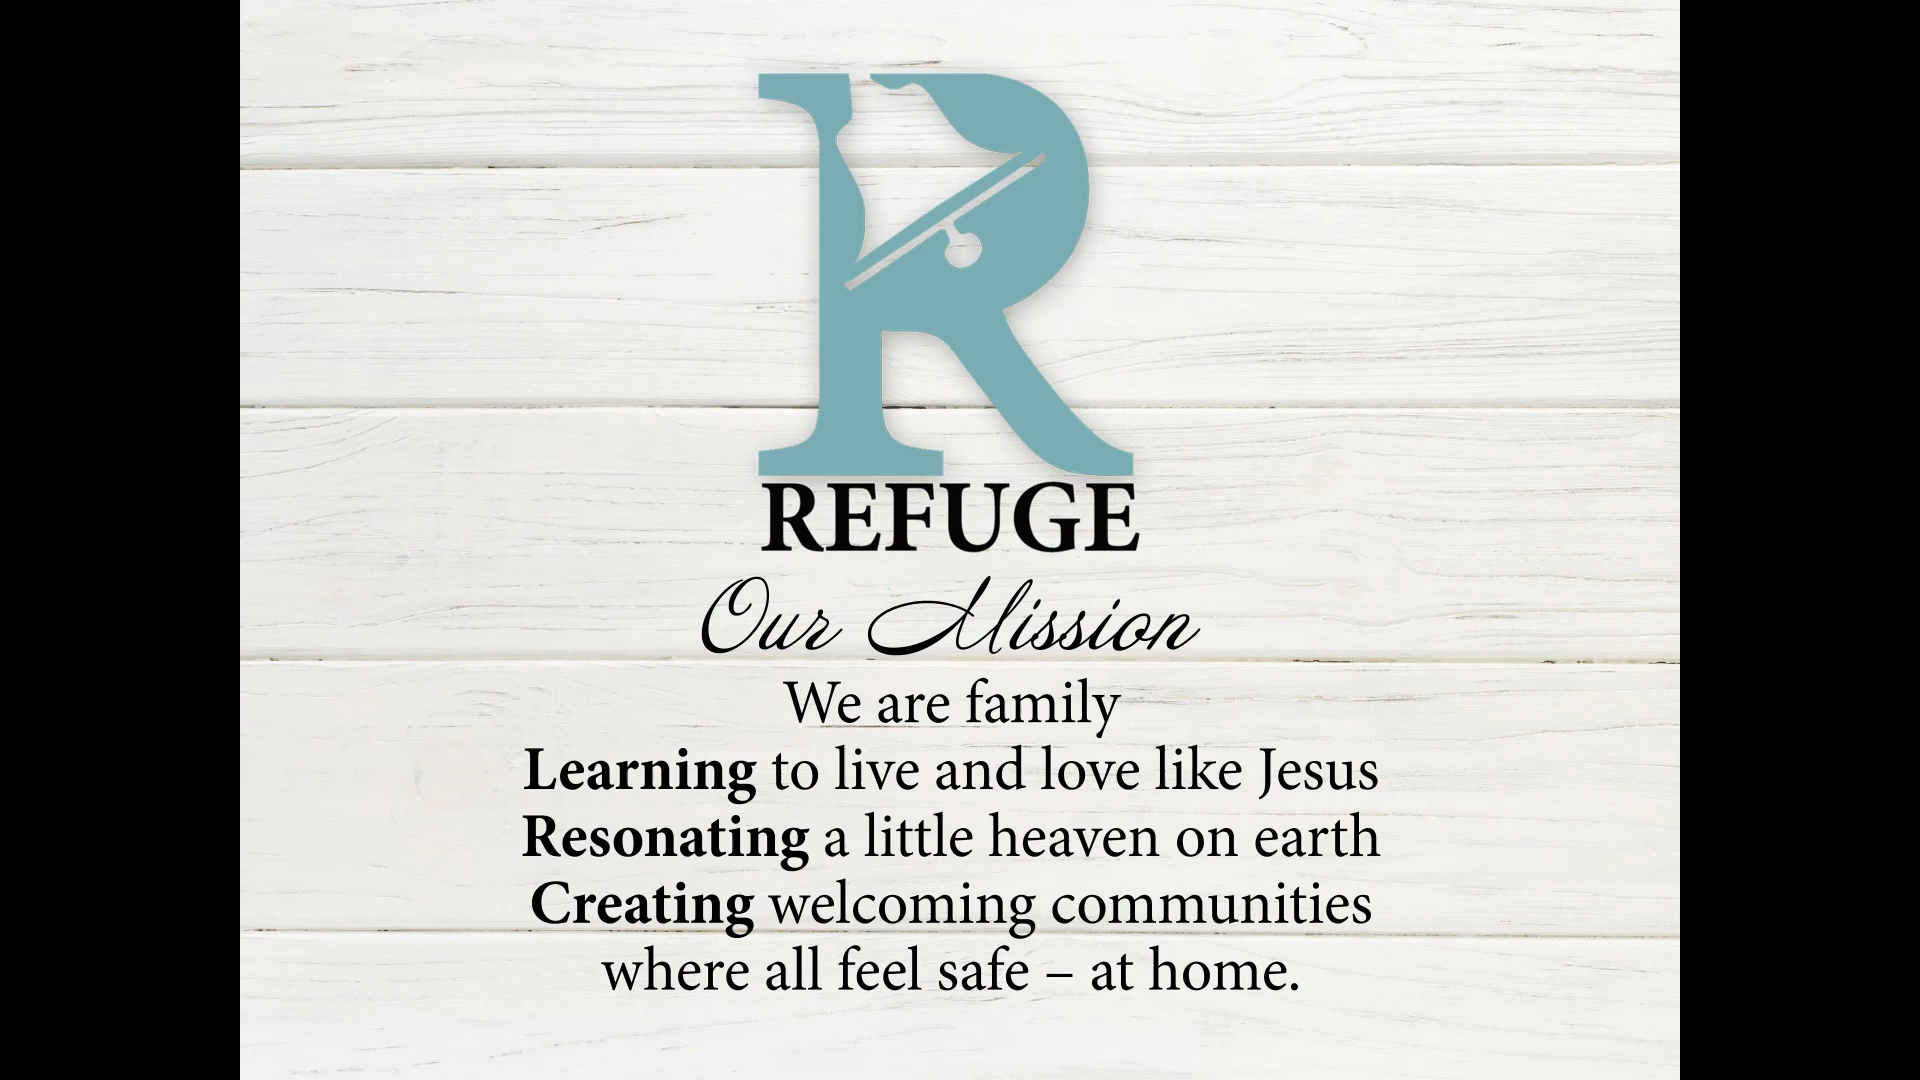 R
REFUGE
Our Mission
We are family
Learning to live and love like Jesus
Resonating a little heaven on earth
Creating welcoming communities
where all feel safe – at home.